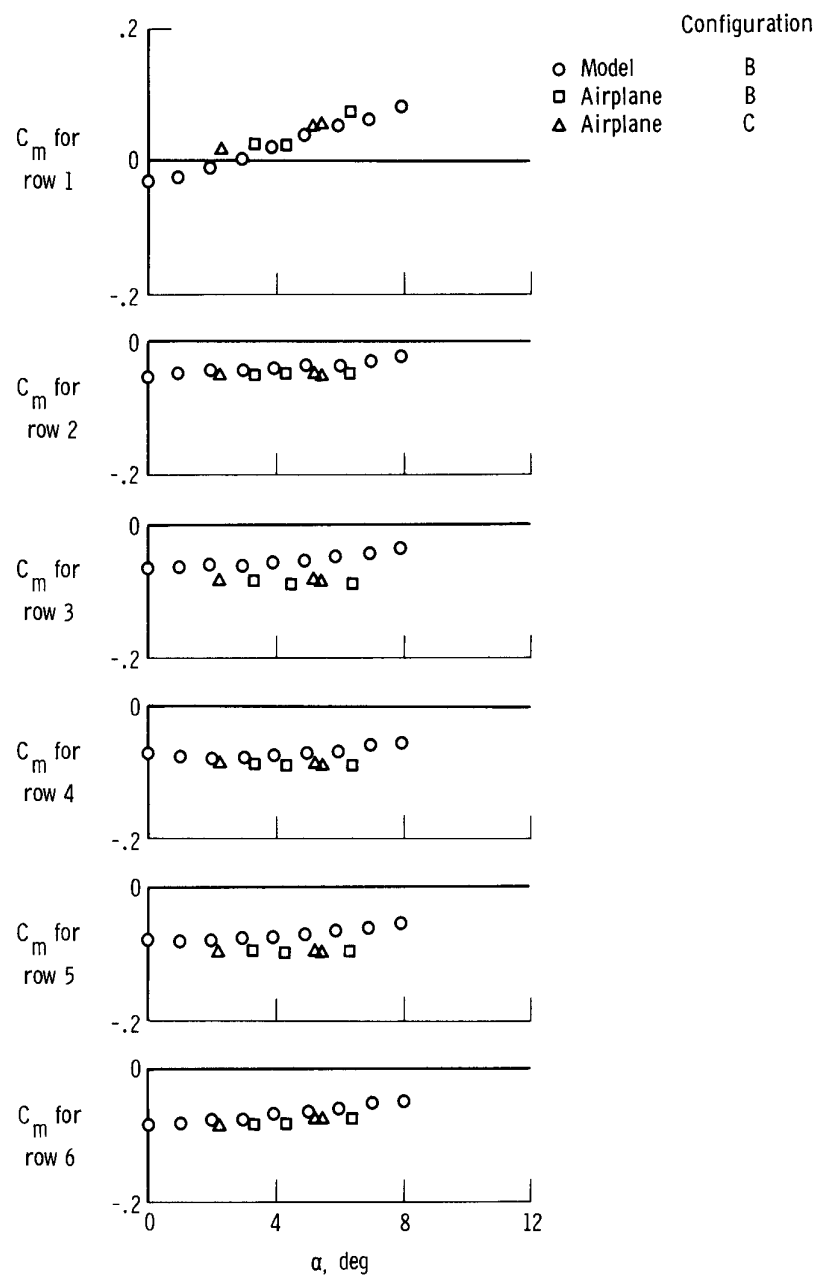 Configuration
Model B
Airplane B
Airplane C
.2
C_m for
row 1
0
-.2
0
C_m for
row 2
-.2
0
C_m for
row 3
-.2
0
C_m for
row 4
-.2
0
C_m for
row 5
-.2
0
C_m for
row 6
-.2
0 4 8 12
α, deg